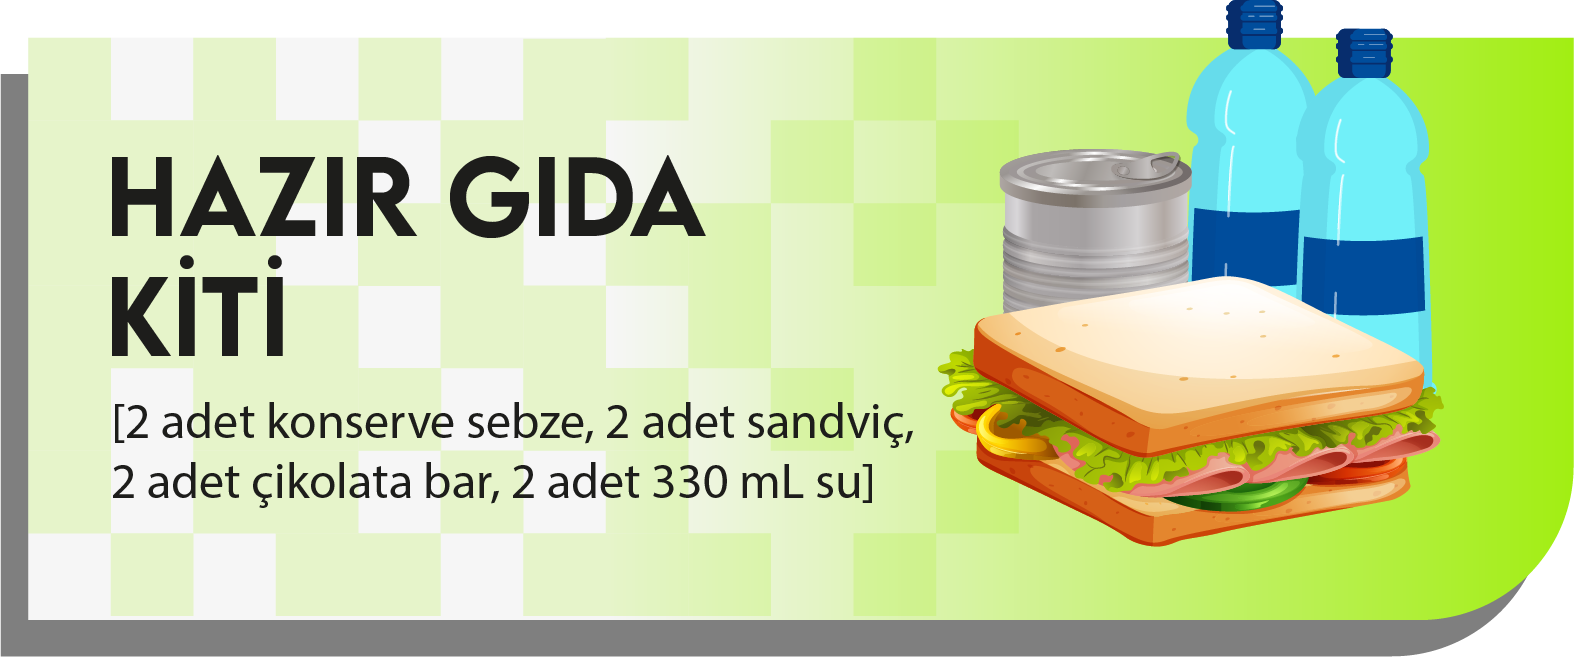 HAZIR GIDA
KİTİ
[2 adet konserve sebze, 2 adet sandviç,
2 adet çikolata bar, 2 adet 330 mL su]